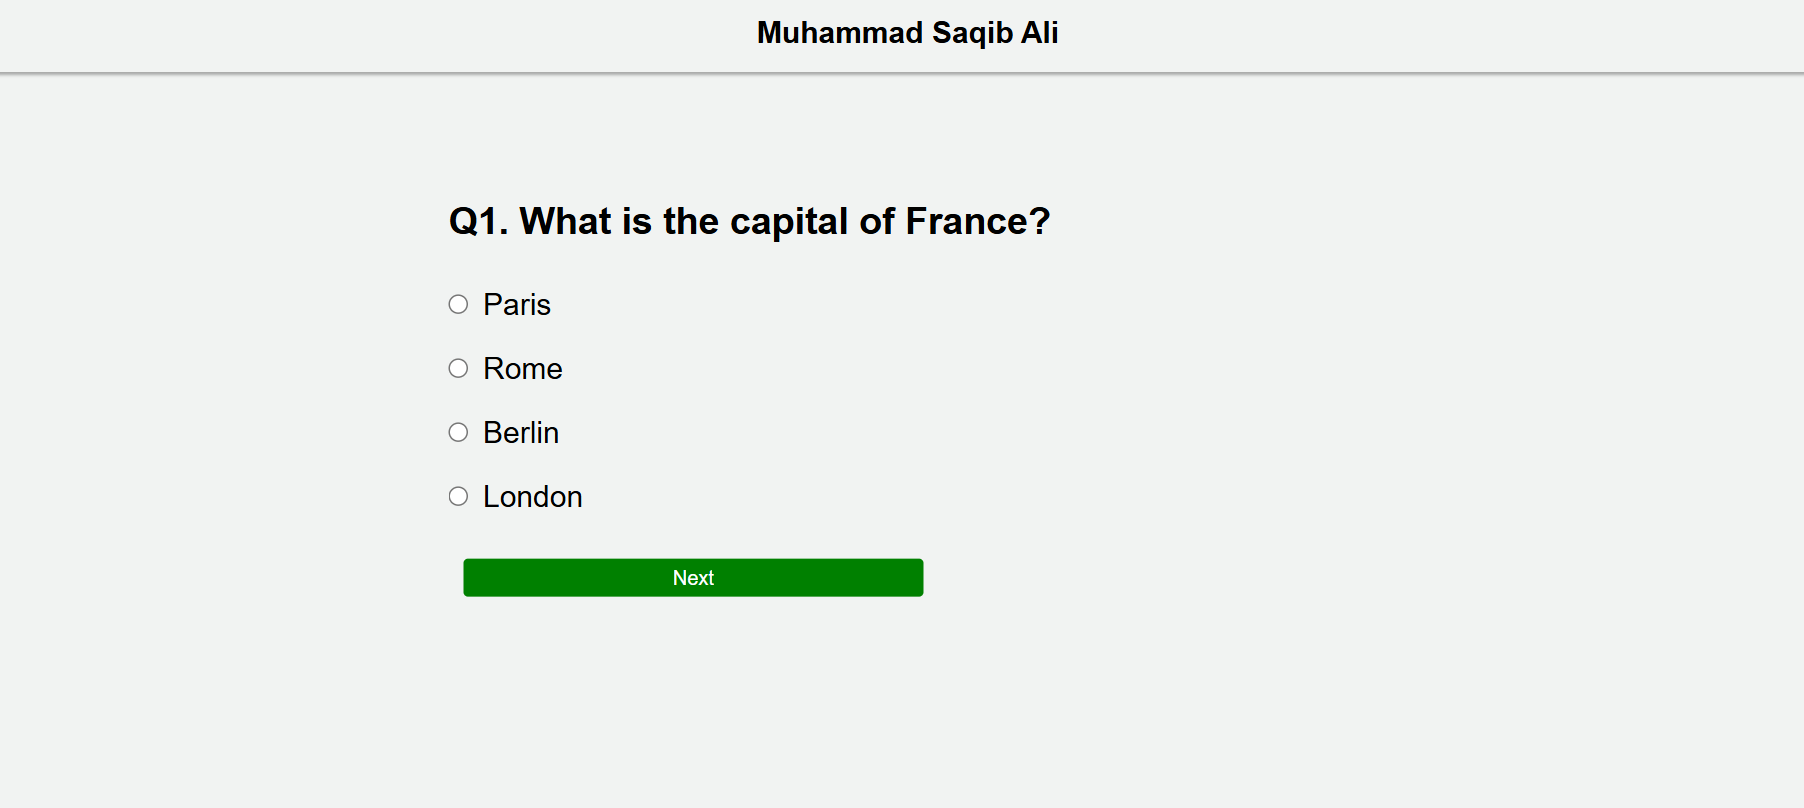 Muhammad Saqib Ali
Q1. What is the capital of France?
Paris
Rome
Berlin
London
Next